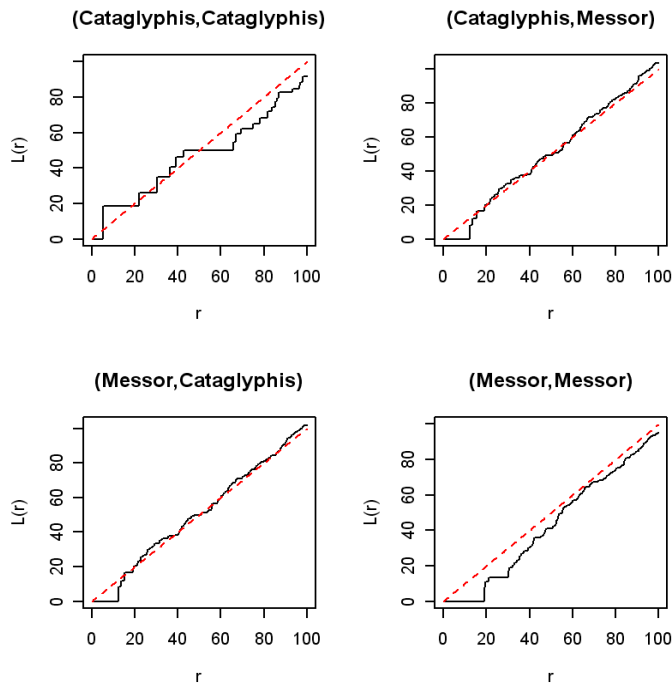 (Cataglyphis,Cataglyphis)
L(r)
0 20 40 60 80
0 20 40 60 80 100
r
(Cataglyphis,Messor)
L(r)
0 20 40 60 80
0 20 40 60 80 100
r
(Messor,Cataglyphis)
L(r)
0 20 40 60 80
0 20 40 60 80 100
r
(Messor,Messor)
L(r)
0 20 40 60 80
0 20 40 60 80 100
r